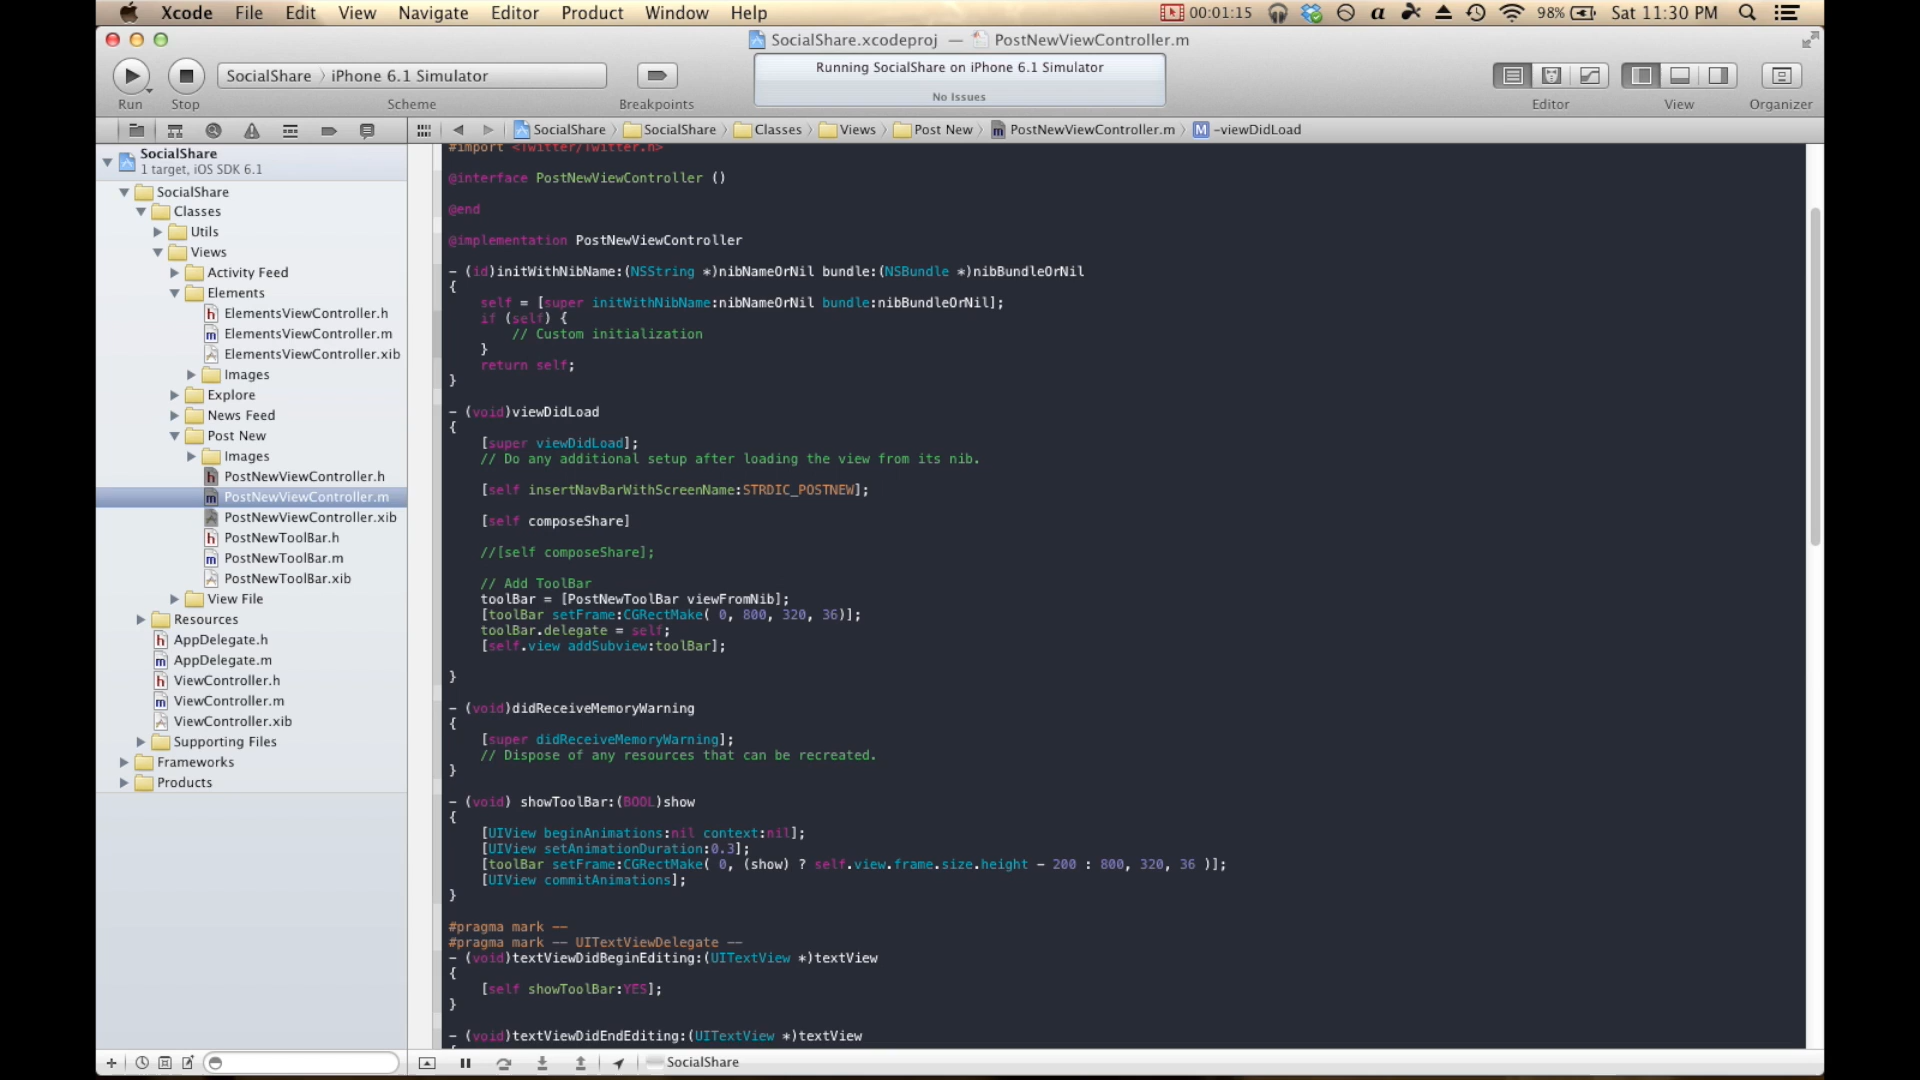 Xcode File Edit View Navigate Editor Product Window Help 00:01:15 98% Sat 11:30 PM
SocialShare.xcodeproj — PostNewViewController.m
SocialShare › iPhone 6.1 Simulator
Running SocialShare on iPhone 6.1 Simulator
No Issues
Run Stop Scheme Breakpoints Editor View Organizer
SocialShare › SocialShare › Classes › Views › Post New › PostNewViewController.m › M -viewDidLoad
SocialShare
1 target, iOS SDK 6.1
SocialShare
Classes
Utils
Views
Activity Feed
Elements
ElementsViewController.h
ElementsViewController.m
ElementsViewController.xib
Images
Explore
News Feed
Post New
Images
PostNewViewController.h
PostNewViewController.m
PostNewViewController.xib
PostNewToolBar.h
PostNewToolBar.m
PostNewToolBar.xib
View File
Resources
AppDelegate.h
AppDelegate.m
ViewController.h
ViewController.m
ViewController.xib
Supporting Files
Frameworks
Products
#import <Twitter/Twitter.h>
@interface PostNewViewController ()
@end
@implementation PostNewViewController
- (id)initWithNibName:(NSString *)nibNameOrNil bundle:(NSBundle *)nibBundleOrNil
{
self = [super initWithNibName:nibNameOrNil bundle:nibBundleOrNil];
if (self) {
// Custom initialization
}
return self;
}
- (void)viewDidLoad
{
[super viewDidLoad];
// Do any additional setup after loading the view from its nib.
[self insertNavBarWithScreenName:STRDIC_POSTNEW];
[self composeShare]
//[self composeShare];
// Add ToolBar
toolBar = [PostNewToolBar viewFromNib];
[toolBar setFrame:CGRectMake( 0, 800, 320, 36)];
toolBar.delegate = self;
[self.view addSubview:toolBar];
}
- (void)didReceiveMemoryWarning
{
[super didReceiveMemoryWarning];
// Dispose of any resources that can be recreated.
}
- (void) showToolBar:(BOOL)show
{
[UIView beginAnimations:nil context:nil];
[UIView setAnimationDuration:0.3];
[toolBar setFrame:CGRectMake( 0, (show) ? self.view.frame.size.height - 200 : 800, 320, 36 )];
[UIView commitAnimations];
}
#pragma mark --
#pragma mark -- UITextViewDelegate --
- (void)textViewDidBeginEditing:(UITextView *)textView
{
[self showToolBar:YES];
}
- (void)textViewDidEndEditing:(UITextView *)textView
SocialShare